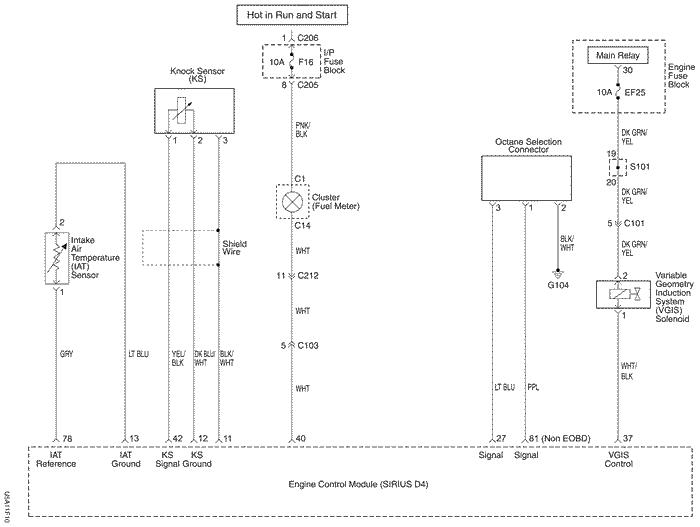 Hot in Run and Start
1 C206
I/P
Fuse
Block
10A F16
8 C205
Main Relay
30
Engine
Fuse
Block
10A EF25
Knock Sensor
(KS)
1 2 3
PNK/
BLK
DK GRN/
YEL
Octane Selection
Connector
19
S101
20
3 1 2
C1
DK GRN/
YEL
Cluster
(Fuel Meter)
C14
2
5 C101
Intake
Air
Temperature
(IAT)
Sensor
1
Shield
Wire
WHT
BLK/
WHT
DK GRN/
YEL
11 C212
G104
2
Variable
Geometry
Induction
System
(VGIS)
Solenoid
1
WHT
5 C103
GRY
LT BLU
YEL/
BLK
DK BLU/
WHT
BLK/
WHT
WHT
LT BLU
PPL
WHT/
BLK
78 13 42 12 11 40 27 81 (Non EOBD) 37
IAT
Reference
IAT
Ground
KS
Signal
KS
Ground
Signal
Signal
VGIS
Control
Engine Control Module (SIRIUS D4)
U5A11F10